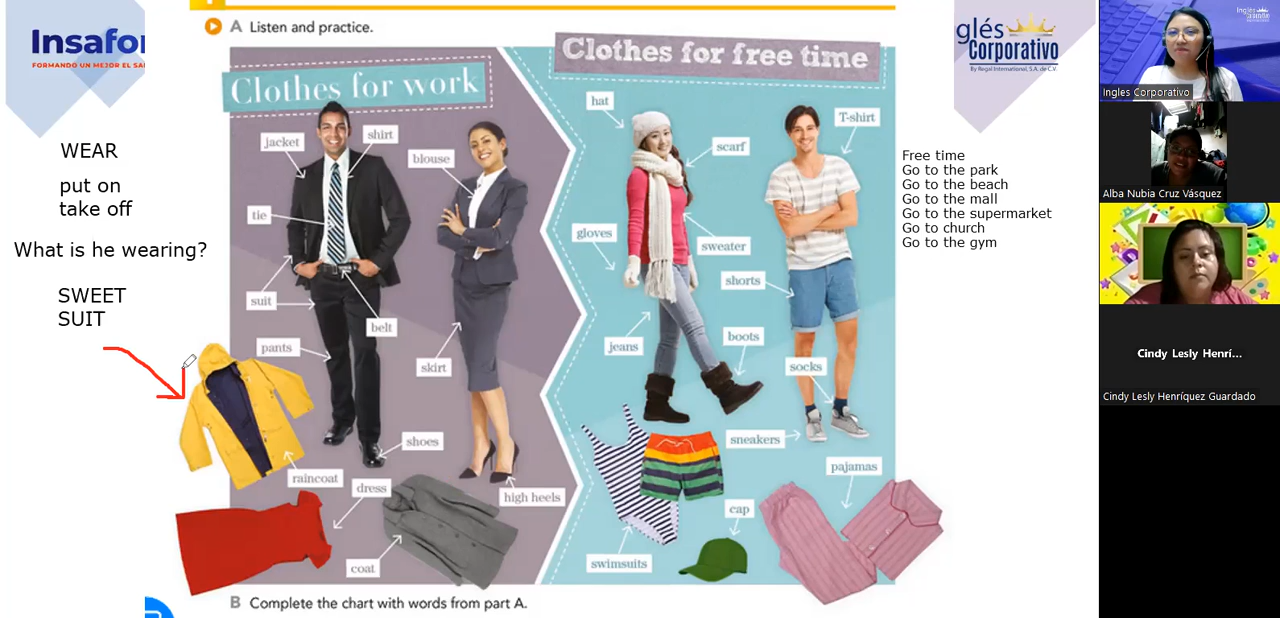 Insafo
FORMANDO UN MEJOR EL SA
A Listen and practice.
glés
Corporativo
By Regal International, S.A. de C.V.
Clothes for work
Clothes for free time
WEAR
put on
take off
What is he wearing?
SWEET
SUIT
jacket
shirt
blouse
tie
suit
belt
pants
skirt
shoes
raincoat
dress
high heels
coat
hat
T-shirt
scarf
gloves
sweater
shorts
jeans
boots
socks
sneakers
pajamas
cap
swimsuits
Free time
Go to the park
Go to the beach
Go to the mall
Go to the supermarket
Go to church
Go to the gym
B Complete the chart with words from part A.
Ingles Corporativo
Alba Nubia Cruz Vásquez
Cindy Lesly Henrí...
Cindy Lesly Henríquez Guardado